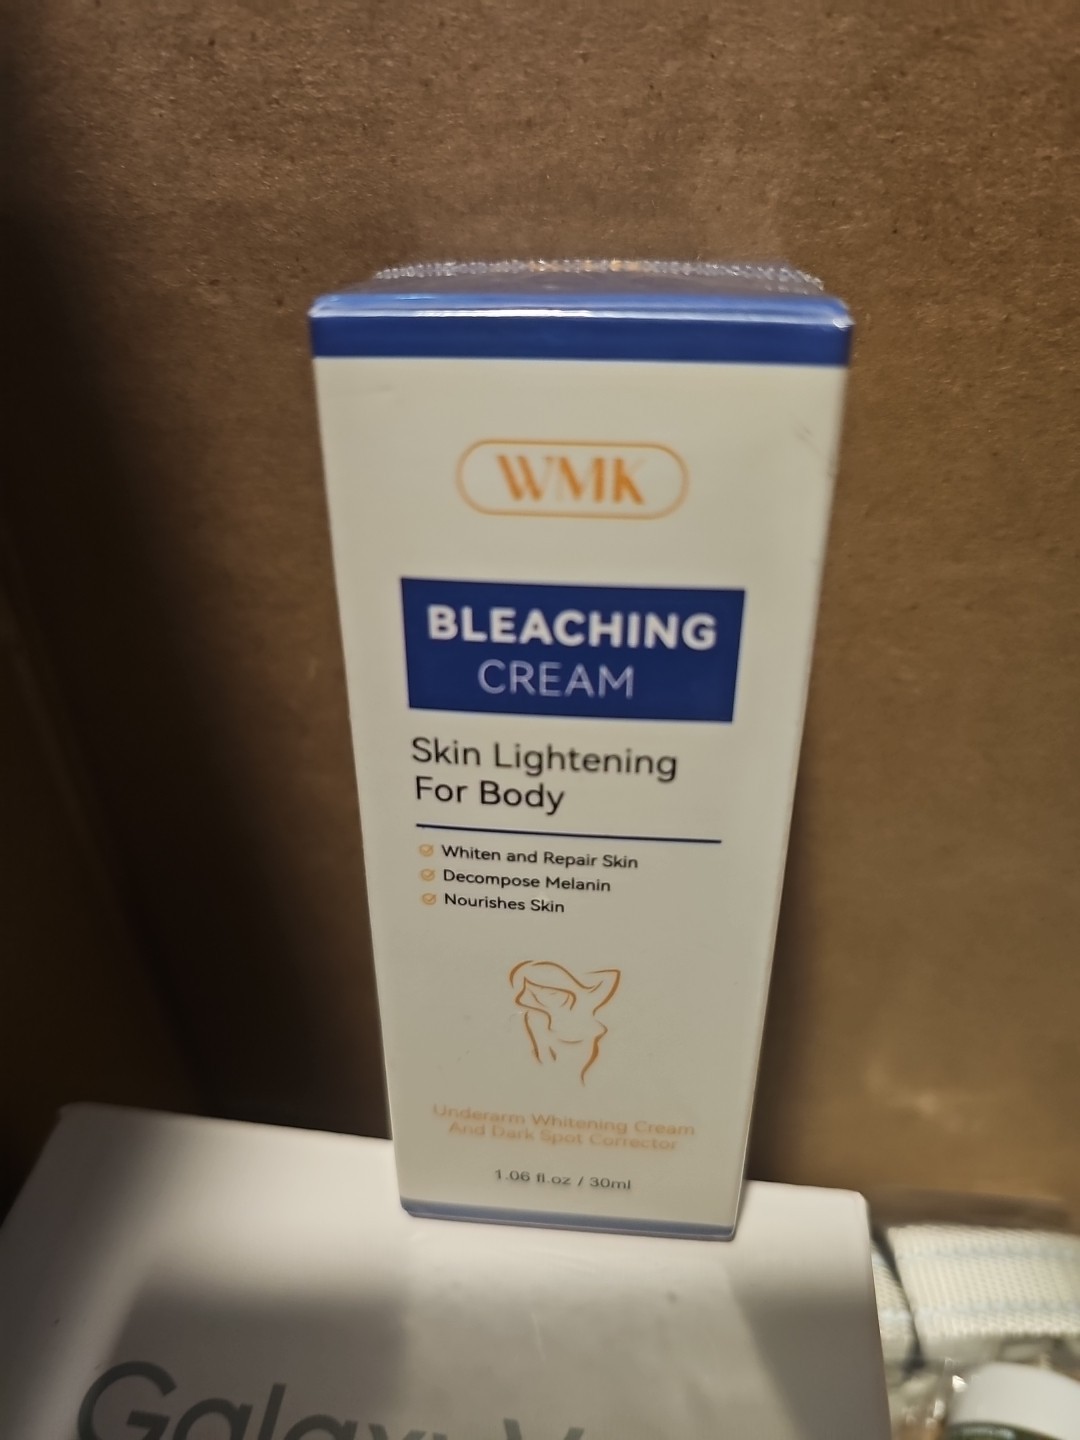 WMK
BLEACHING
CREAM
Skin Lightening
For Body
Whiten and Repair Skin
Decompose Melanin
Nourishes Skin
Underarm Whitening Cream
And Dark Spot Corrector
1.06 fl.oz / 30ml
Galaxy